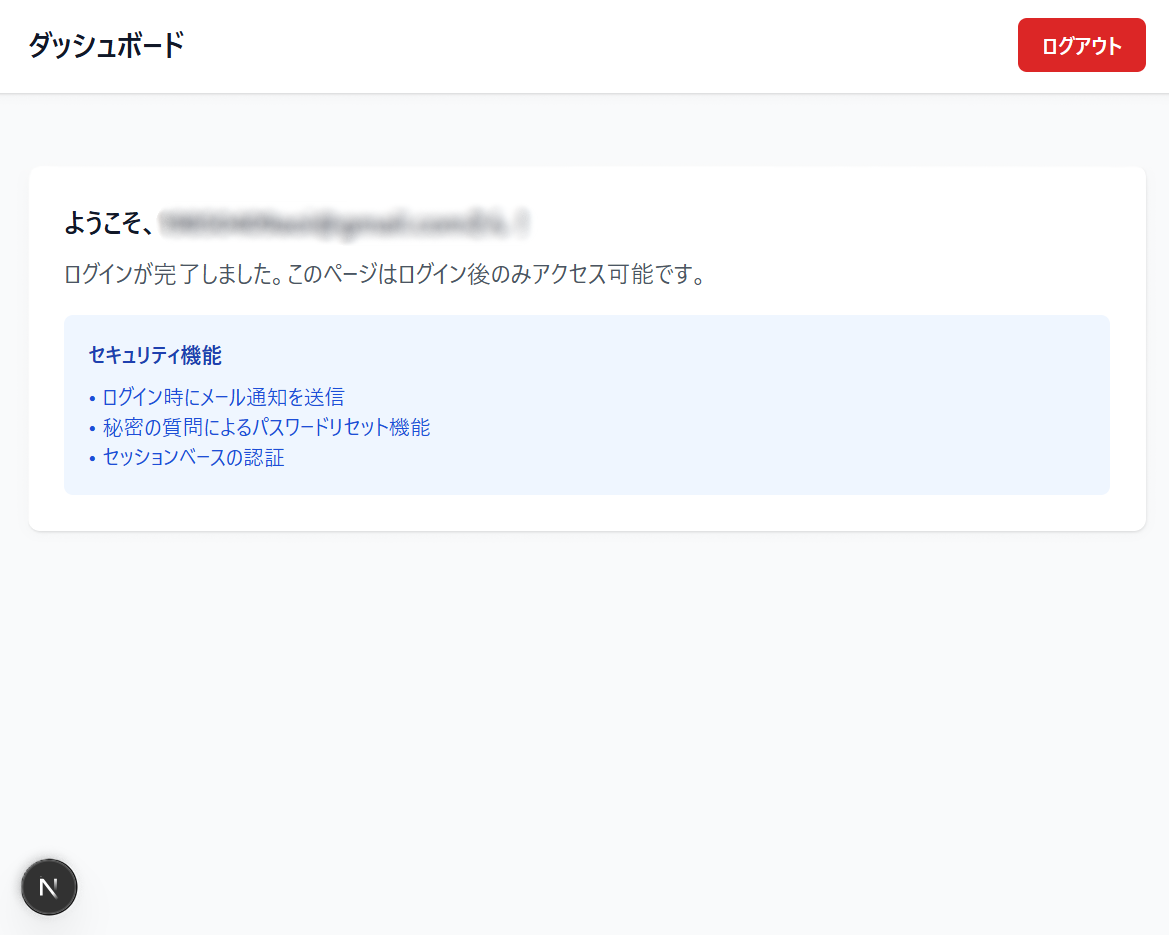 ダッシュボード
ログアウト
ようこそ、
ログインが完了しました。このページはログイン後のみアクセス可能です。
セキュリティ機能
• ログイン時にメール通知を送信
• 秘密の質問によるパスワードリセット機能
• セッションベースの認証
N